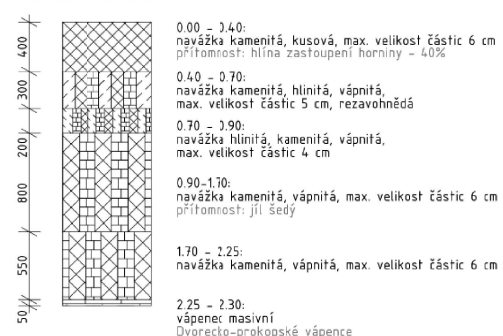 400
0.00 - 0.40:
navážka kamenitá, kusová, max. velikost částic 6 cm
přítomnost: hlína zastoupení horniny - 40%
300
0.40 - 0.70:
navážka kamenitá, hlinitá, vápnitá,
max. velikost částic 5 cm, rezavohnědá
200
0.70 - 0.90:
navážka hlinitá, kamenitá, vápnitá,
max. velikost částic 4 cm
800
0.90-1.70:
navážka kamenitá, vápnitá, max. velikost částic 6 cm
přítomnost: jíl šedý
550
1.70 - 2.25:
navážka kamenitá, vápnitá, max. velikost částic 6 cm
50
2.25 - 2.30:
vápenec masivní
Dvorecko-prokopské vápence